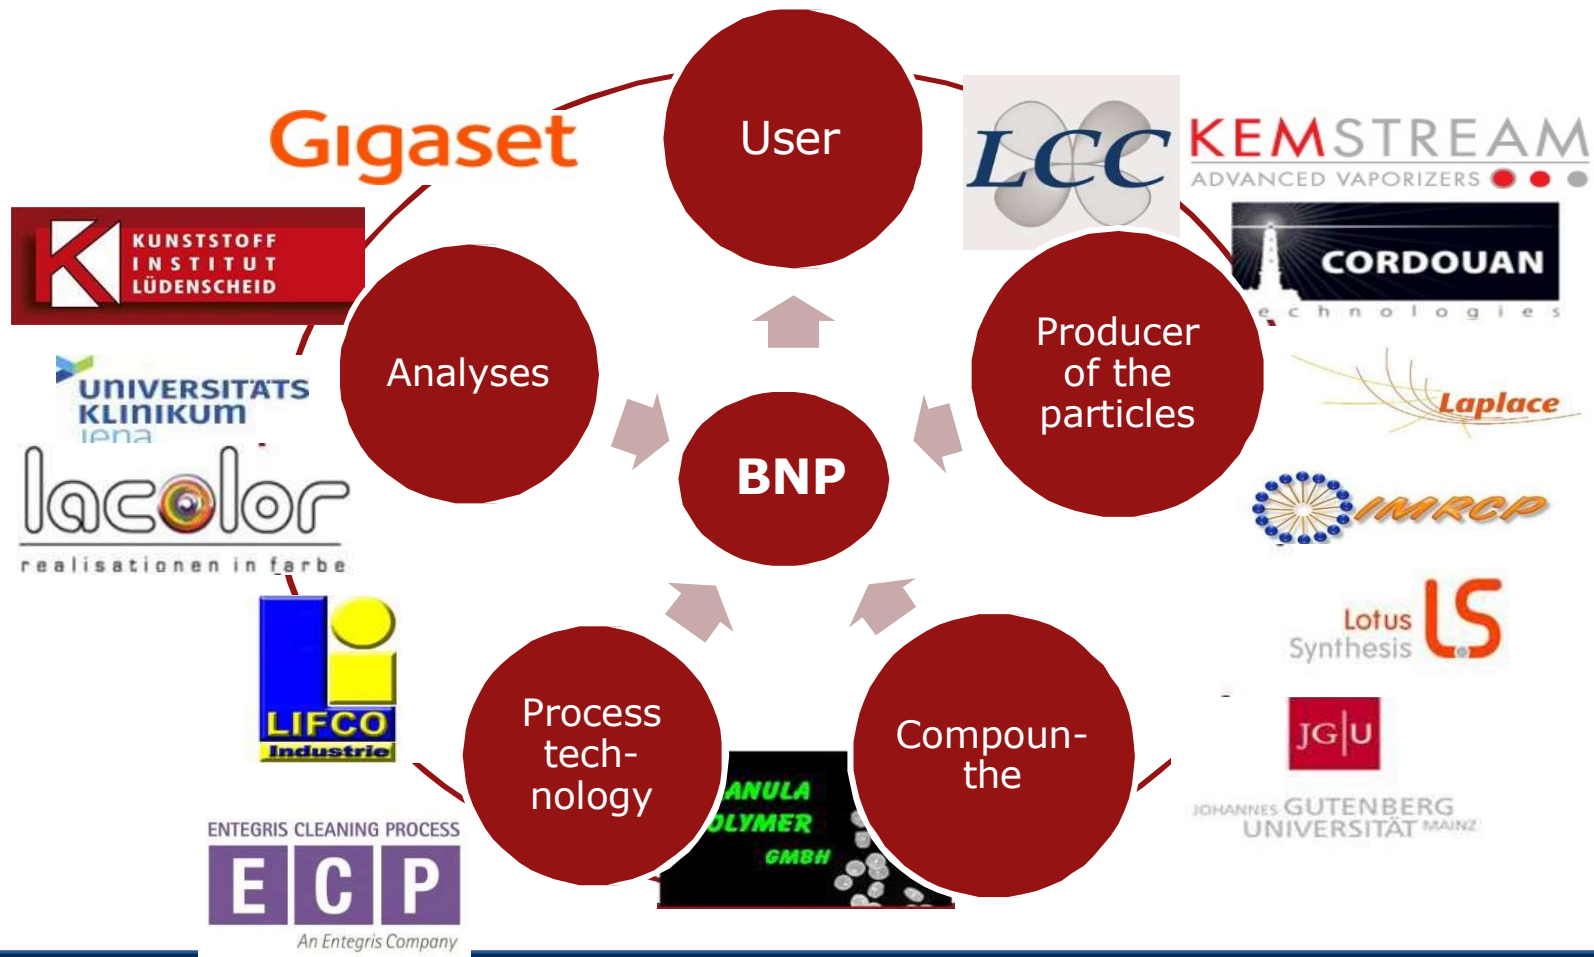 User
Gigaset
LCC
KEMSTREAM
ADVANCED VAPORIZERS
KUNSTSTOFF
INSTITUT
LÜDENSCHEID
CORDOUAN
echnologies
Analyses
Producer
of the
particles
UNIVERSITÄTS
KLINIKUM
jena
Laplace
BNP
lacolor
realisationen in farbe
IMRCP
Lotus
Synthesis
LS
LIFCO
Industrie
Process
tech-
nology
Compoun-
the
JG|U
JOHANNES GUTENBERG
UNIVERSITÄT MAINZ
ANULA
OLYMER
GMBH
ENTEGRIS CLEANING PROCESS
ECP
An Entegris Company